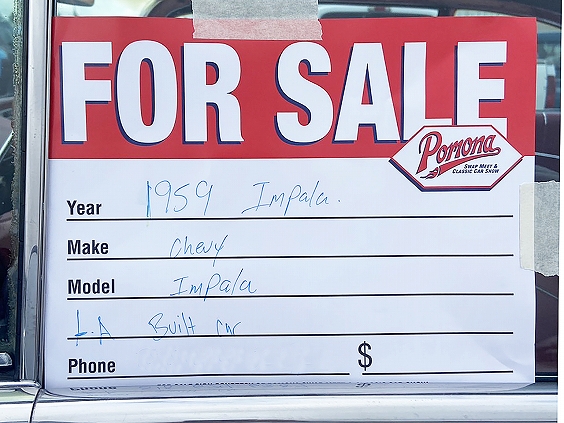 FOR SALE
Pomona
SWAP MEET &
CLASSIC CAR SHOW
Year 1959 Impala.
Make Chevy
Model Impala
L.A Built car
Phone $